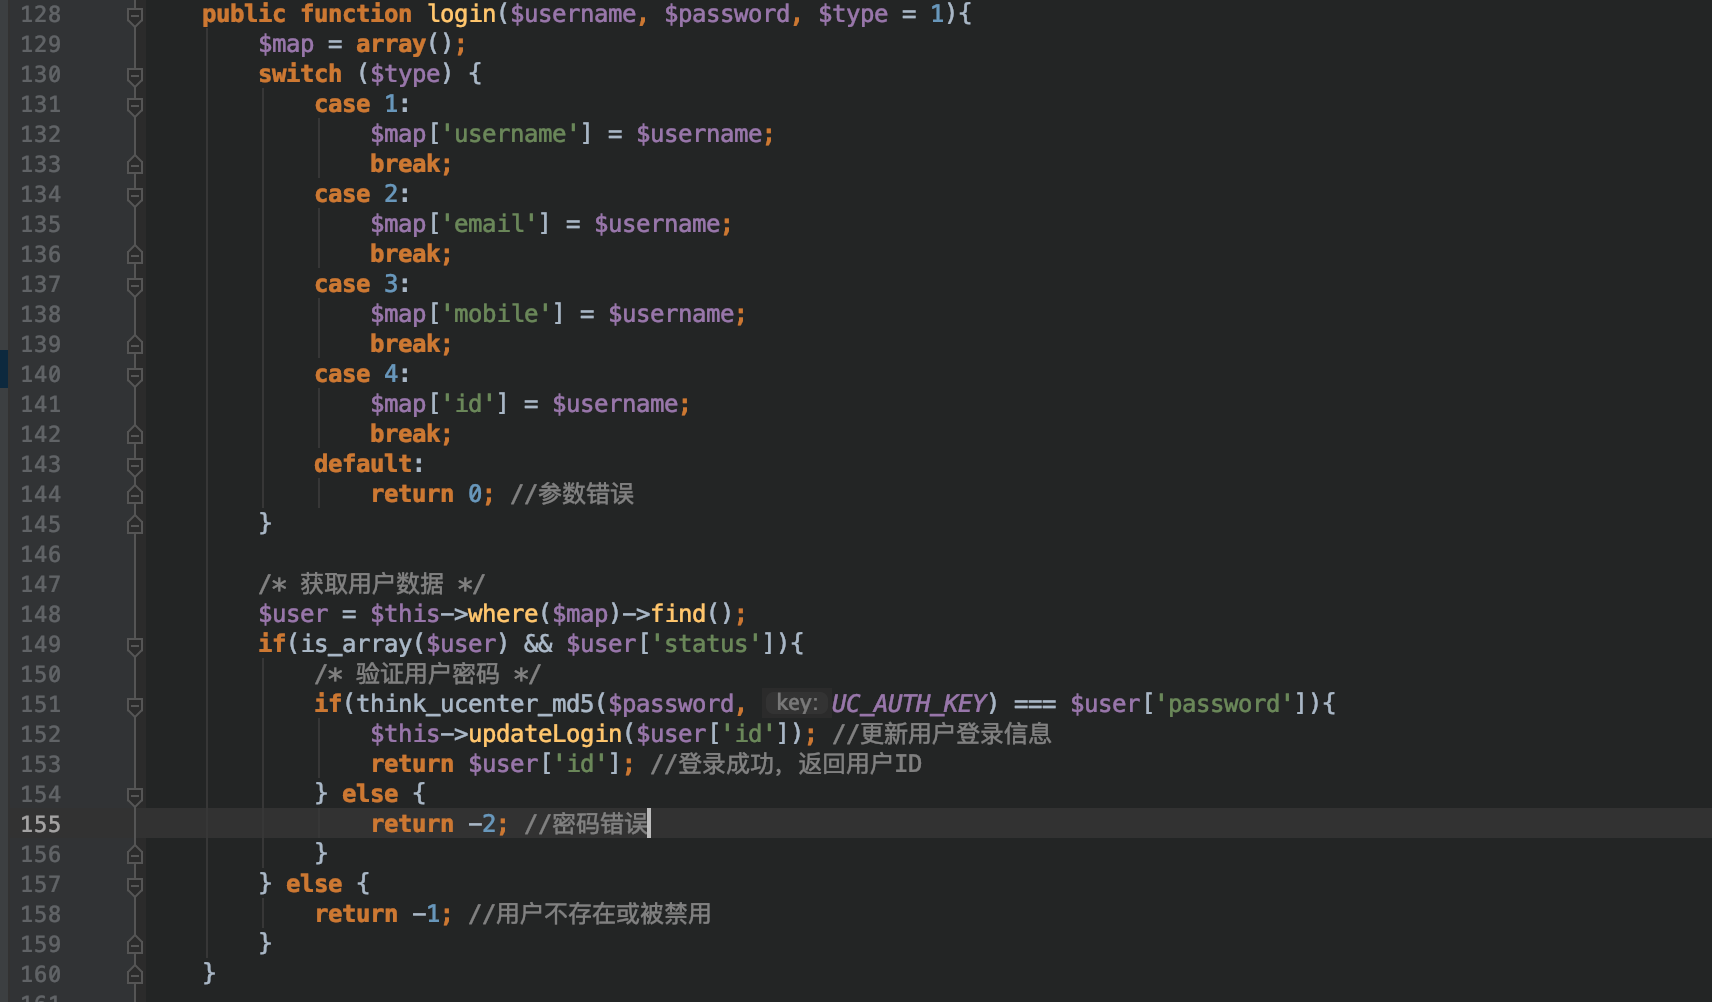 128 public function login($username, $password, $type = 1){
129 $map = array();
130 switch ($type) {
131 case 1:
132 $map['username'] = $username;
133 break;
134 case 2:
135 $map['email'] = $username;
136 break;
137 case 3:
138 $map['mobile'] = $username;
139 break;
140 case 4:
141 $map['id'] = $username;
142 break;
143 default:
144 return 0; //参数错误
145 }
146
147 /* 获取用户数据 */
148 $user = $this->where($map)->find();
149 if(is_array($user) && $user['status']){
150 /* 验证用户密码 */
151 if(think_ucenter_md5($password, key: UC_AUTH_KEY) === $user['password']){
152 $this->updateLogin($user['id']); //更新用户登录信息
153 return $user['id']; //登录成功，返回用户ID
154 } else {
155 return -2; //密码错误
156 }
157 } else {
158 return -1; //用户不存在或被禁用
159 }
160 }
161